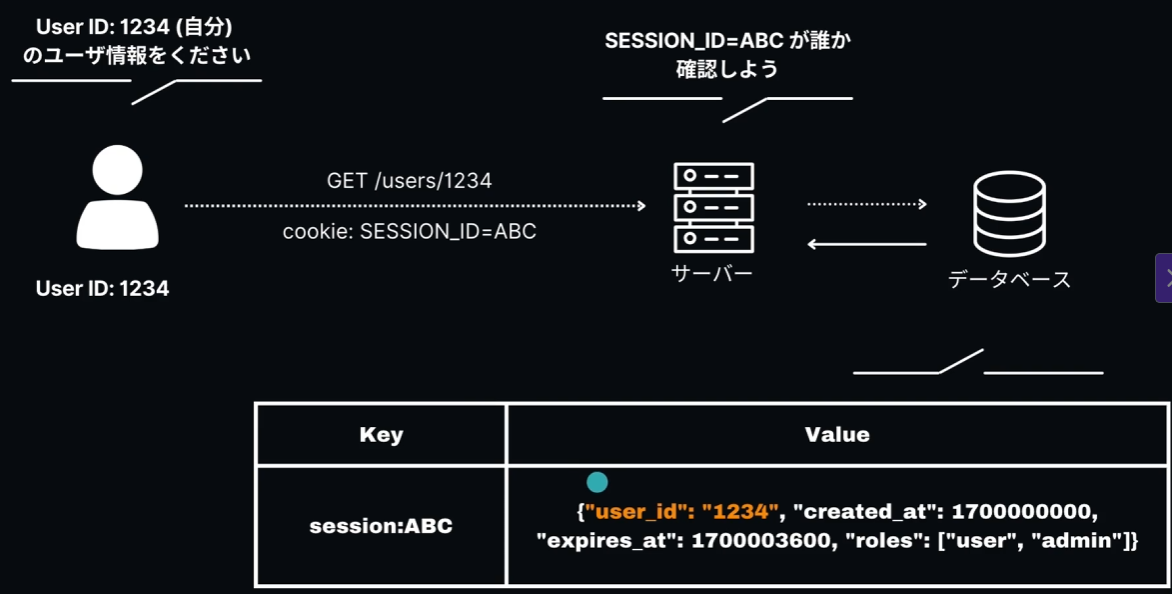 User ID: 1234 (自分)
のユーザ情報をください
SESSION_ID=ABC が誰か
確認しよう
GET /users/1234
cookie: SESSION_ID=ABC
User ID: 1234
サーバー
データベース
Key
Value
session:ABC
{"user_id": "1234", "created_at": 1700000000,
"expires_at": 1700003600, "roles": ["user", "admin"]}